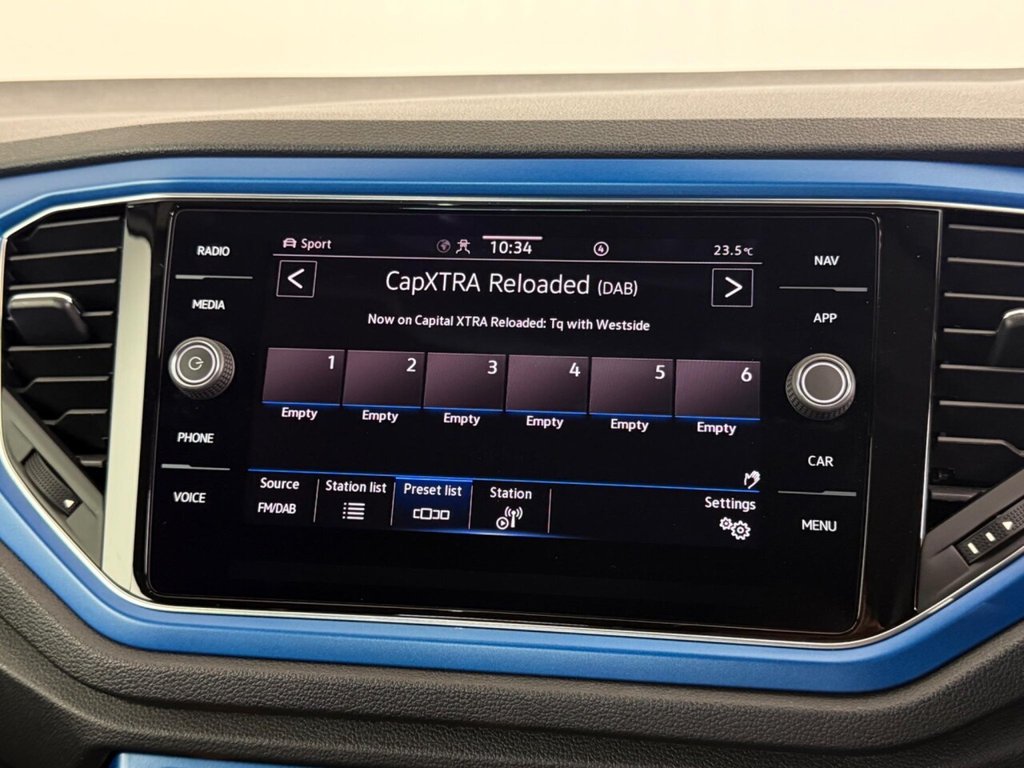 RADIO
MEDIA
PHONE
VOICE
Sport
10:34
4
23.5°C
<
CapXTRA Reloaded (DAB)
>
Now on Capital XTRA Reloaded: Tq with Westside
1 2 3 4 5 6
Empty Empty Empty Empty Empty Empty
Source Station list Preset list Station Settings
FM/DAB
NAV
APP
CAR
MENU